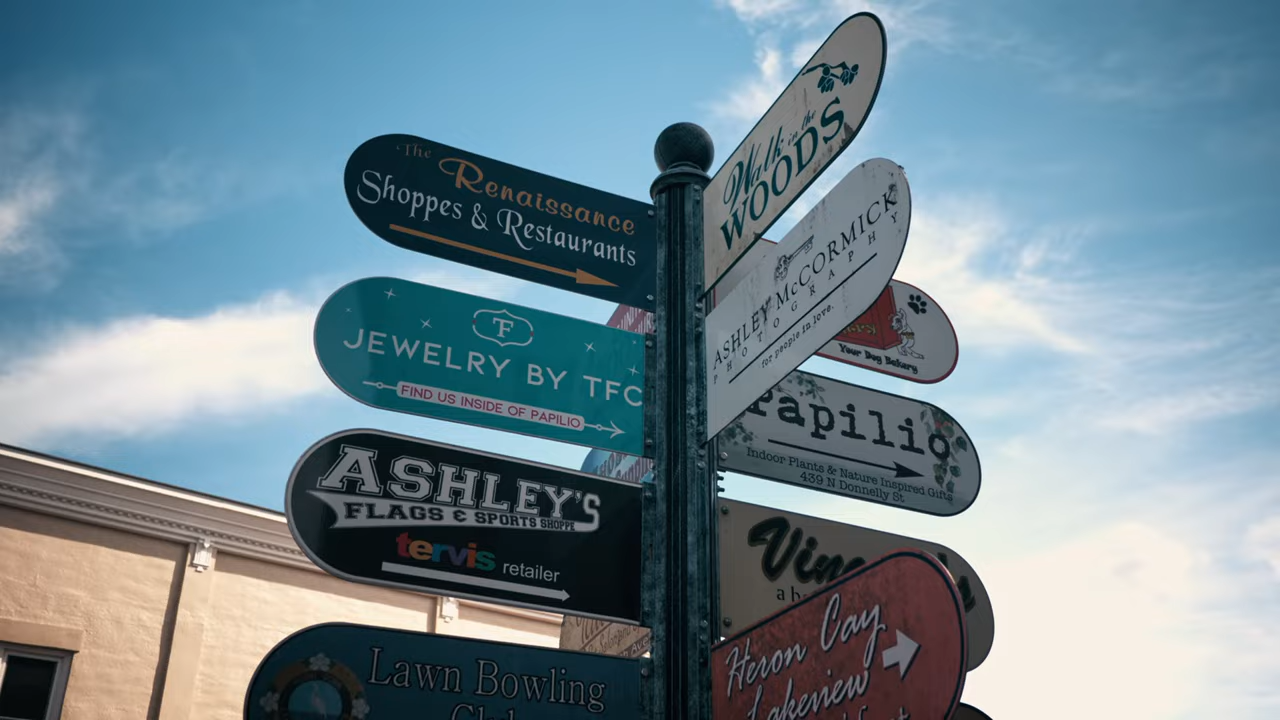 The Renaissance
Shoppes & Restaurants
TF
JEWELRY BY TFC
FIND US INSIDE OF PAPILIO
ASHLEY'S
FLAGS & SPORTS SHOPPE
tervis retailer
Lawn Bowling
Walk in the
WOODS
ASHLEY McCORMICK
PHOTOGRAPHY
for people in love.
Your Dog Bakery
Papilio
Indoor Plants & Nature Inspired Gifts
439 N Donnelly St
Heron Cay
Lakeview